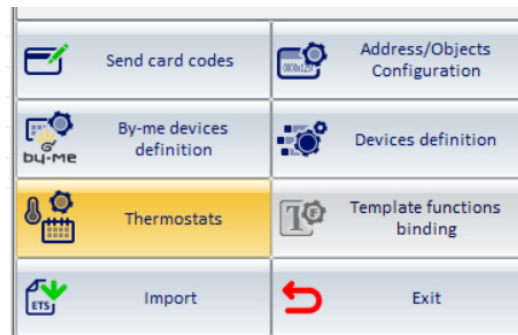 Send card codes
Address/Objects
Configuration
By-me devices
definition
by-me
Devices definition
Thermostats
Template functions
binding
ETS
Import
Exit